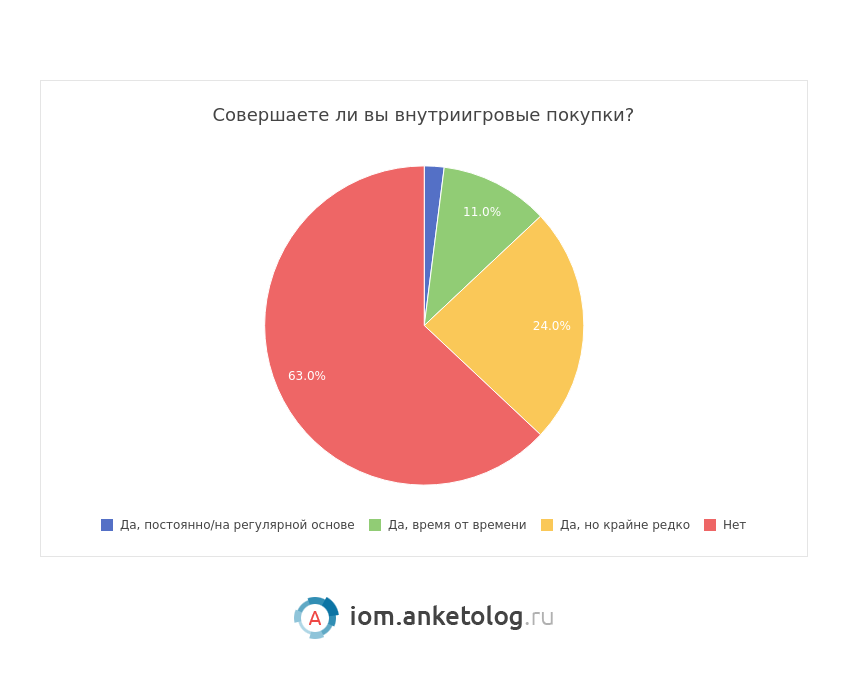 Совершаете ли вы внутриигровые покупки?
11.0%
24.0%
63.0%
Да, постоянно/на регулярной основе Да, время от времени Да, но крайне редко Нет
A iom.anketolog.ru